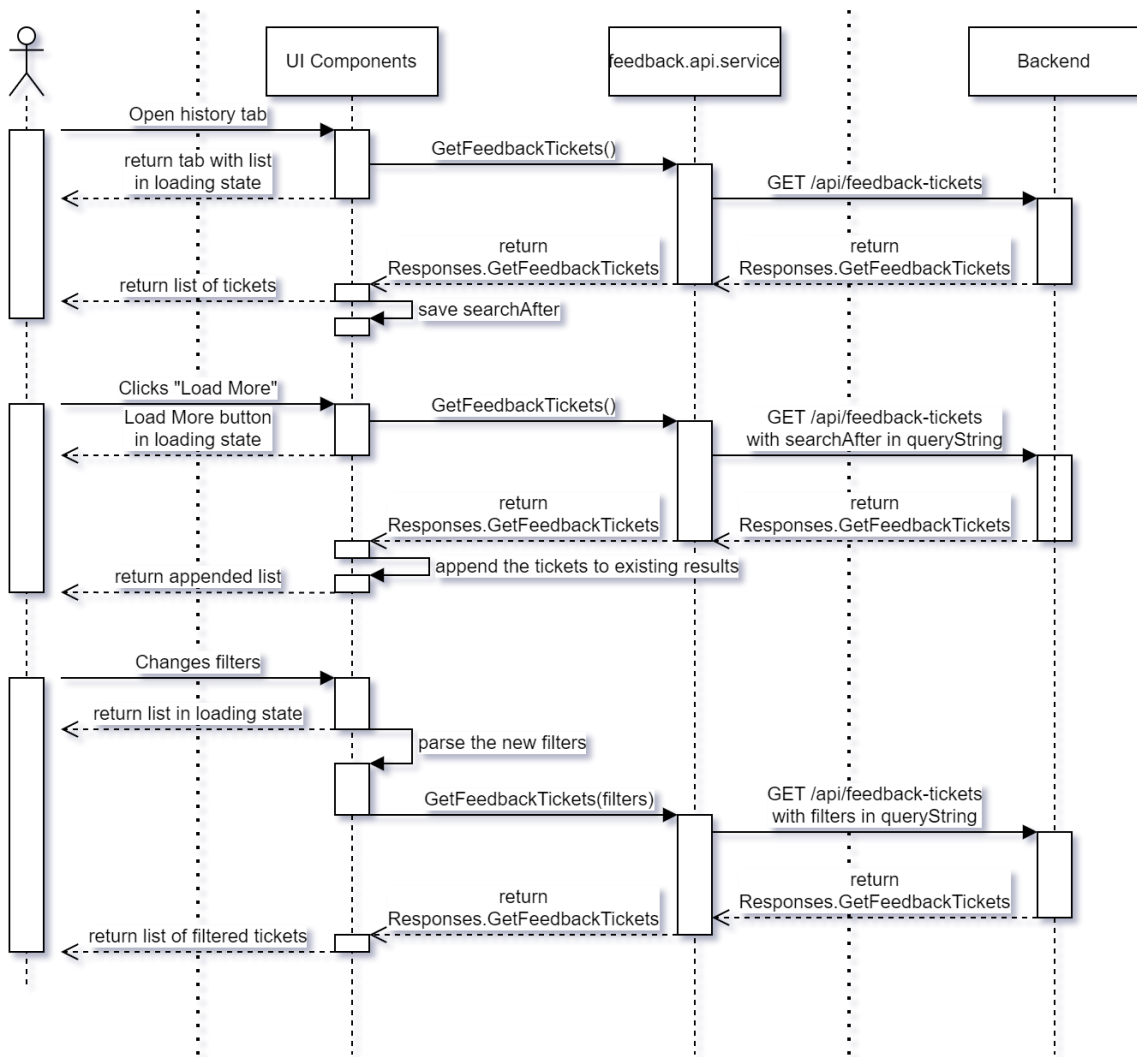 UI Components
feedback.api.service
Backend
Open history tab
GetFeedbackTickets()
return tab with list
in loading state
GET /api/feedback-tickets
return
Responses.GetFeedbackTickets
return
Responses.GetFeedbackTickets
return list of tickets
save searchAfter
Clicks "Load More"
GetFeedbackTickets()
Load More button
in loading state
GET /api/feedback-tickets
with searchAfter in queryString
return
Responses.GetFeedbackTickets
return
Responses.GetFeedbackTickets
append the tickets to existing results
return appended list
Changes filters
return list in loading state
parse the new filters
GetFeedbackTickets(filters)
GET /api/feedback-tickets
with filters in queryString
return
Responses.GetFeedbackTickets
return
Responses.GetFeedbackTickets
return list of filtered tickets